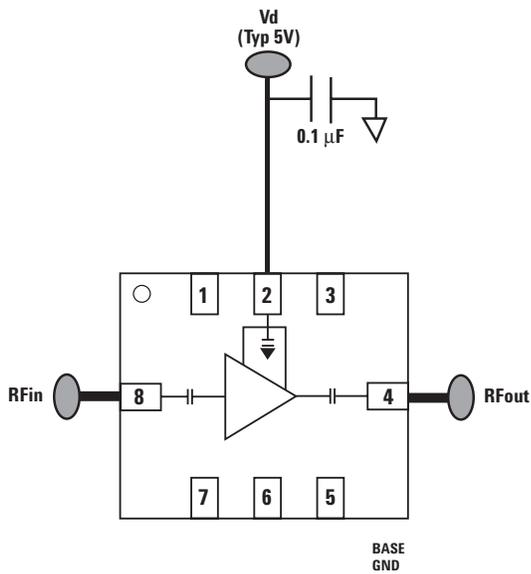 Vd
(Typ 5V)
0.1 μF
1
2
3
RFin
8
4
RFout
7
6
5
BASE
GND